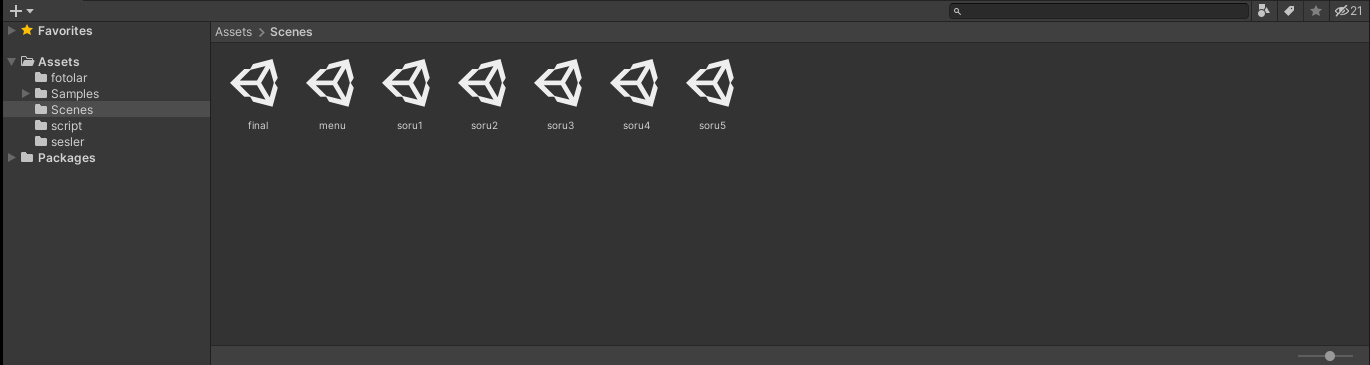 21
Favorites
Assets
fotolar
Samples
Scenes
script
sesler
Packages
Assets > Scenes
final menu soru1 soru2 soru3 soru4 soru5